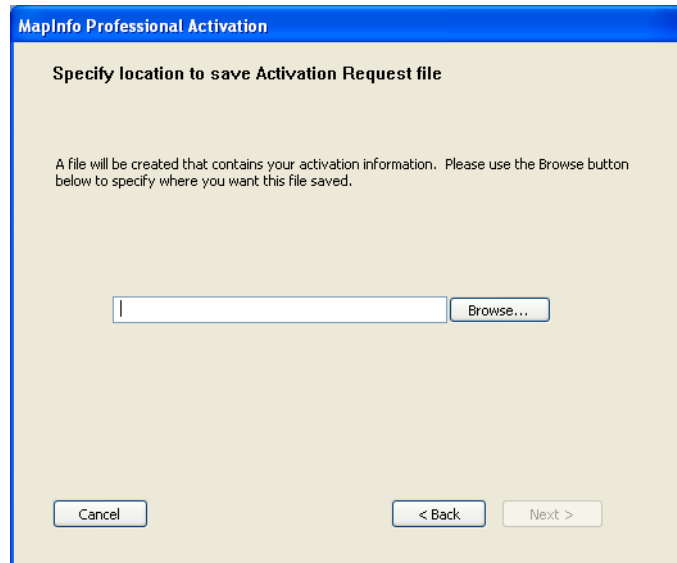 MapInfo Professional Activation
Specify location to save Activation Request file
A file will be created that contains your activation information. Please use the Browse button
below to specify where you want this file saved.
Browse...
Cancel
< Back
Next >